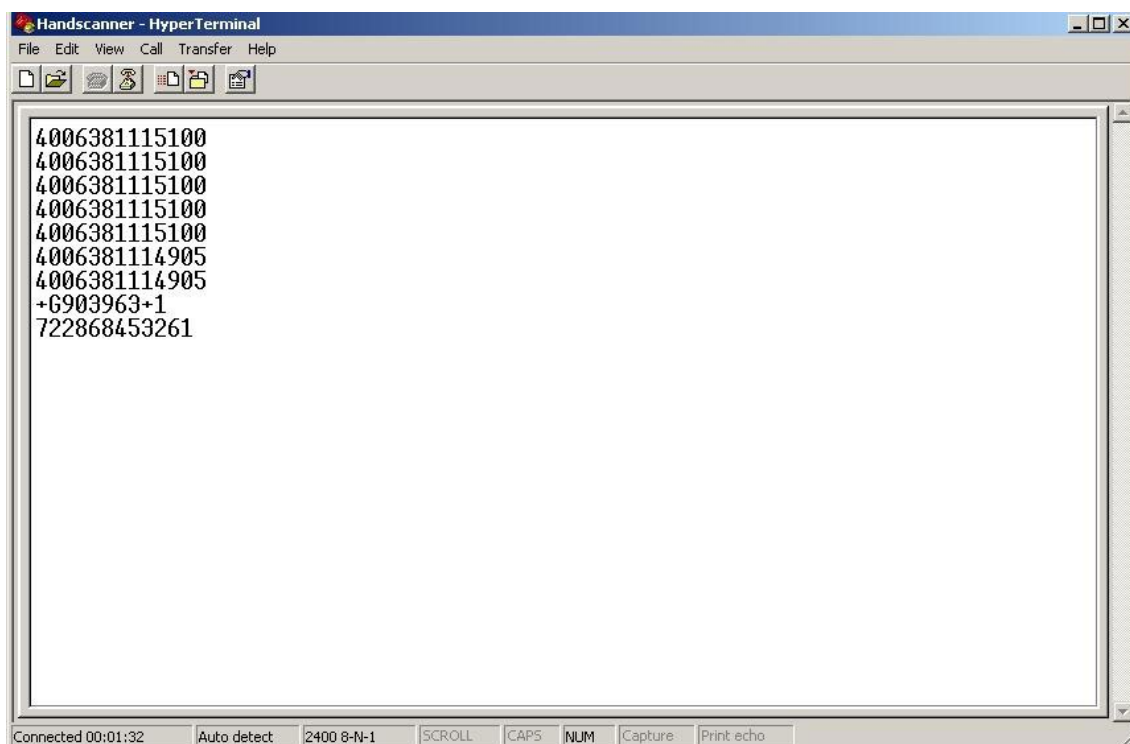 Handscanner - HyperTerminal
File Edit View Call Transfer Help
4006381115100
4006381115100
4006381115100
4006381115100
4006381115100
4006381114905
4006381114905
+G903963+1
722868453261
Connected 00:01:32 Auto detect 2400 8-N-1 SCROLL CAPS NUM Capture Print echo